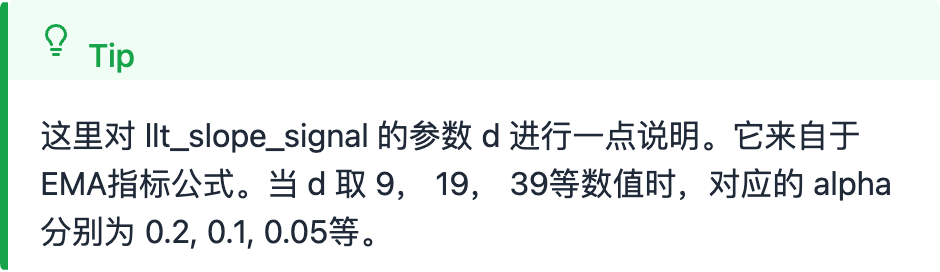 Tip
这里对 llt_slope_signal 的参数 d 进行一点说明。它来自于
EMA指标公式。当 d 取 9， 19， 39等数值时，对应的 alpha
分别为 0.2, 0.1, 0.05等。